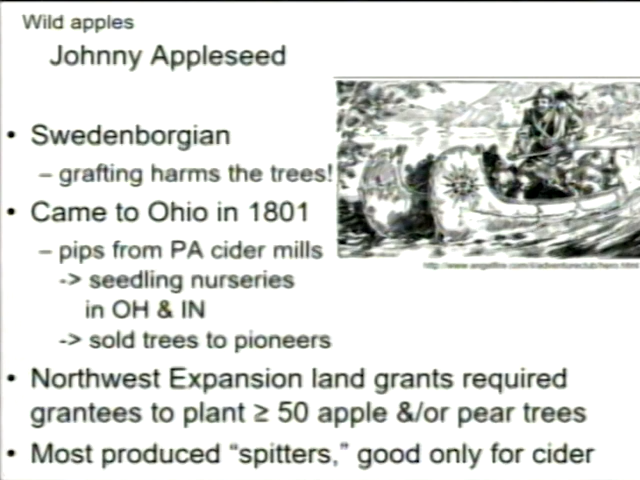 Wild apples
Johnny Appleseed
• Swedenborgian
– grafting harms the trees!
• Came to Ohio in 1801
– pips from PA cider mills
-> seedling nurseries
in OH & IN
-> sold trees to pioneers
• Northwest Expansion land grants required
grantees to plant ≥ 50 apple &/or pear trees
• Most produced “spitters,” good only for cider